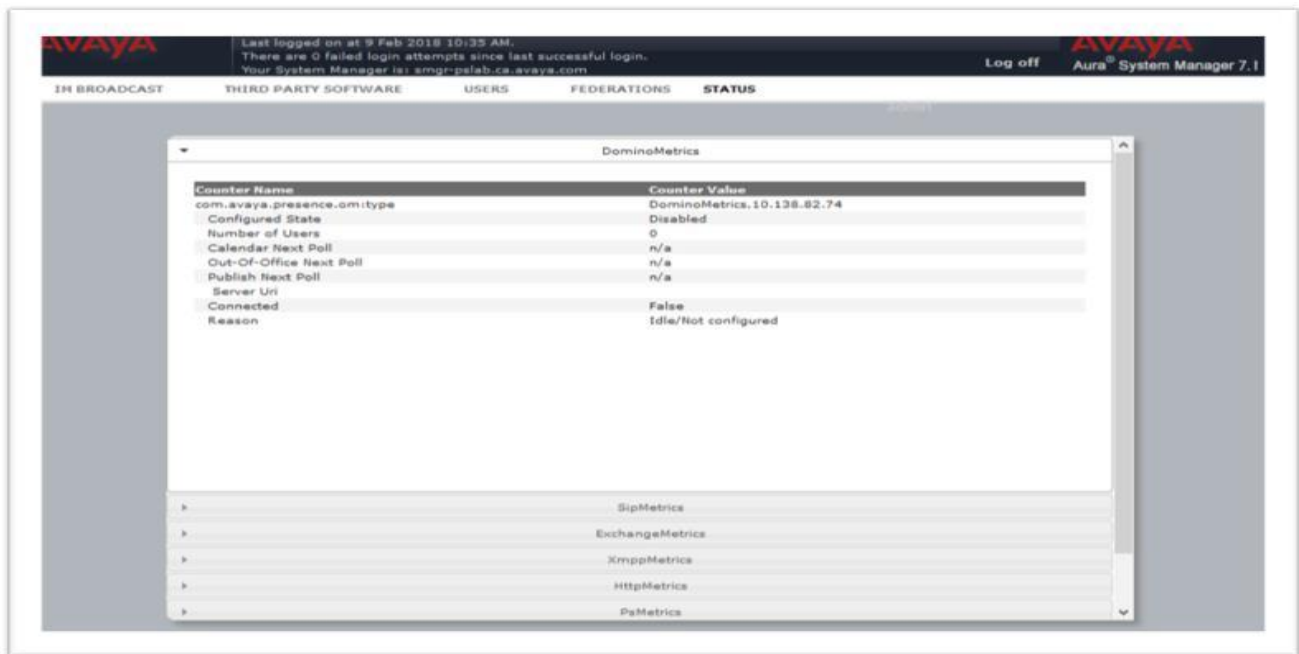 AVAYA
Last logged on at 9 Feb 2018 10:35 AM.
There are 0 failed login attempts since last successful login.
Your System Manager is: smgr-pslab.ca.avaya.com
Log off
AVAYA
Aura® System Manager 7.1
IM BROADCAST THIRD PARTY SOFTWARE USERS FEDERATIONS STATUS
DominoMetrics
Counter Name Counter Value
com.avaya.presence.om:type DominoMetrics,10.138.82.74
Configured State Disabled
Number of Users 0
Calendar Next Poll n/a
Out-Of-Office Next Poll n/a
Publish Next Poll n/a
Server Uri
Connected False
Reason Idle/Not configured
SipMetrics
ExchangeMetrics
XmppMetrics
HttpMetrics
PsMetrics